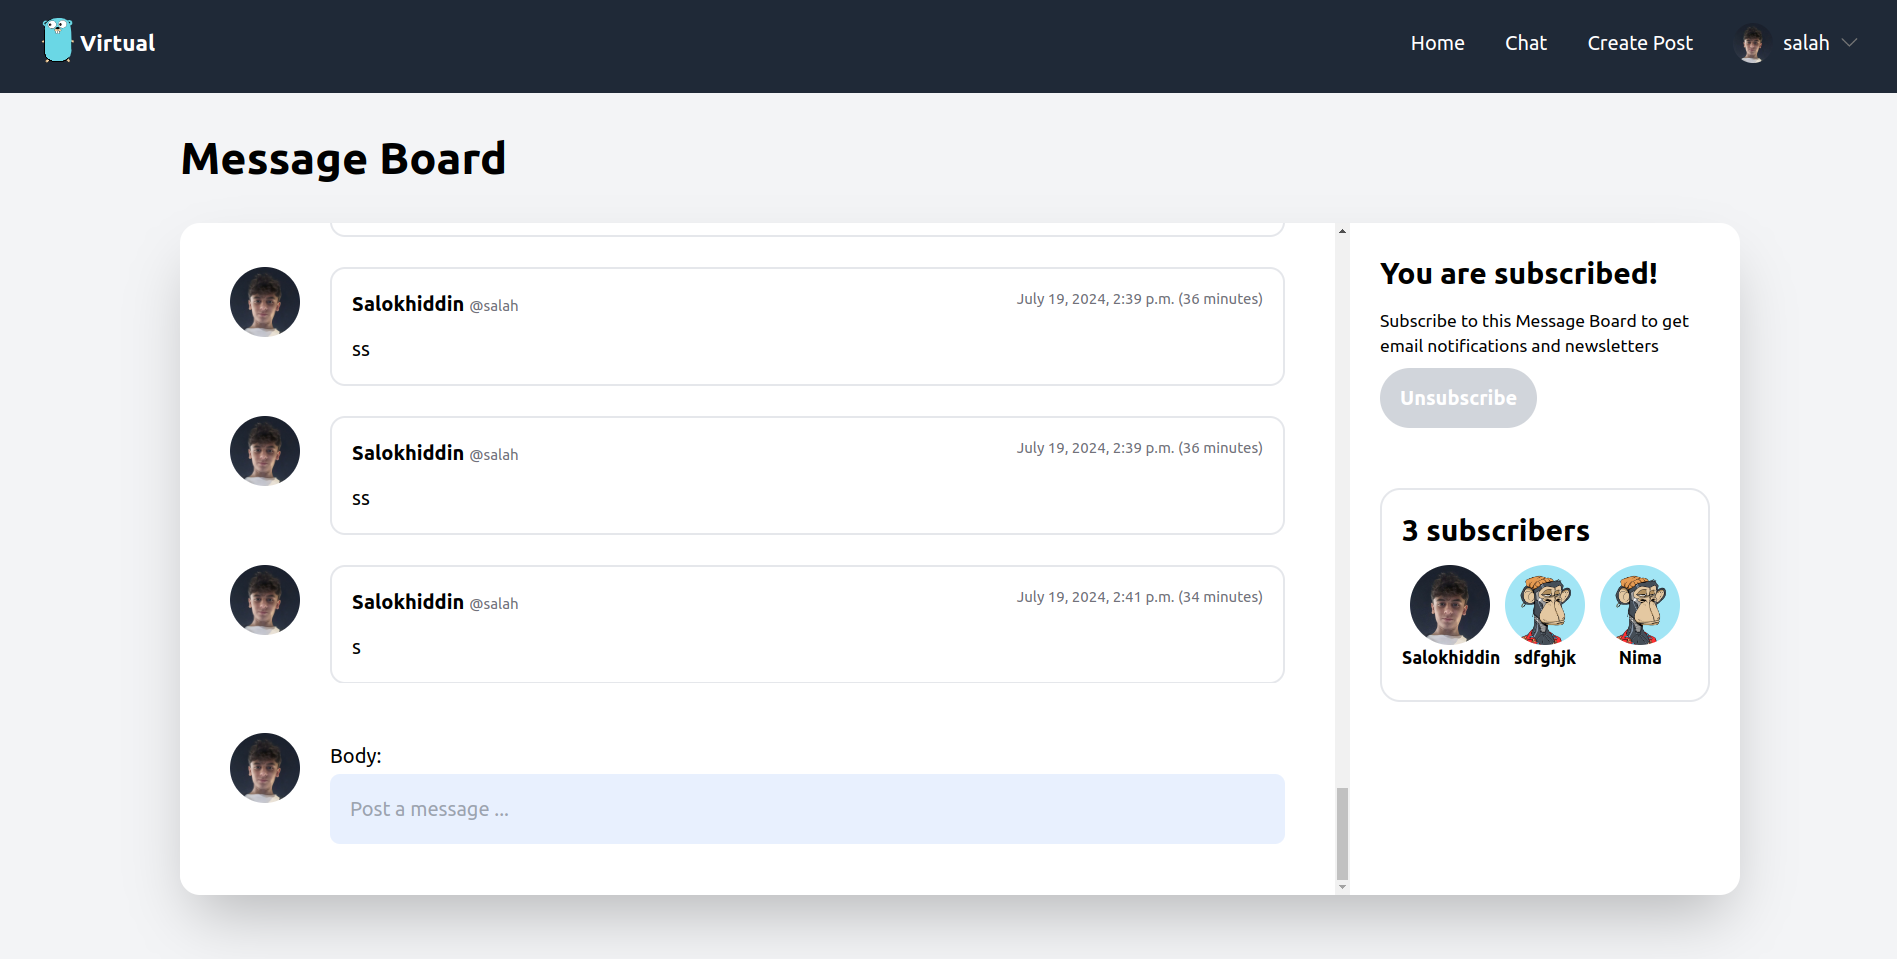 Virtual
Home Chat Create Post salah
Message Board
Salokhiddin @salah July 19, 2024, 2:39 p.m. (36 minutes)
ss
Salokhiddin @salah July 19, 2024, 2:39 p.m. (36 minutes)
ss
Salokhiddin @salah July 19, 2024, 2:41 p.m. (34 minutes)
s
Body:
Post a message ...
You are subscribed!
Subscribe to this Message Board to get
email notifications and newsletters
Unsubscribe
3 subscribers
Salokhiddin sdfghjk Nima